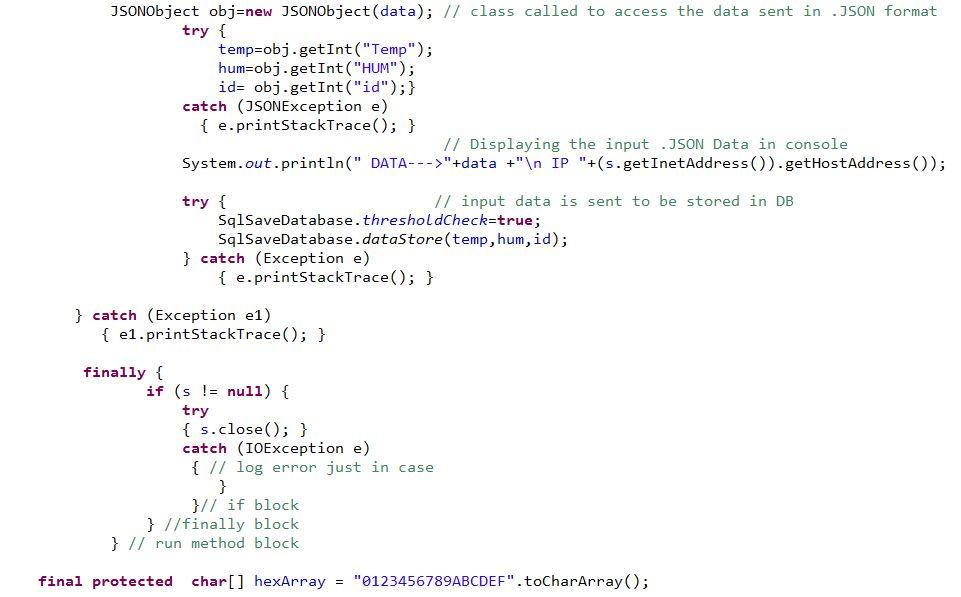 JSONObject obj=new JSONObject(data); // class called to access the data sent in .JSON format
try {
temp=obj.getInt("Temp");
hum=obj.getInt("HUM");
id= obj.getInt("id");}
catch (JSONException e)
{ e.printStackTrace(); }
// Displaying the input .JSON Data in console
System.out.println(" DATA--->"+data +"\n IP "+(s.getInetAddress()).getHostAddress());
try { // input data is sent to be stored in DB
SqlSaveDatabase.thresholdCheck=true;
SqlSaveDatabase.dataStore(temp,hum,id);
} catch (Exception e)
{ e.printStackTrace(); }
} catch (Exception e1)
{ e1.printStackTrace(); }
finally {
if (s != null) {
try
{ s.close(); }
catch (IOException e)
{ // log error just in case
}
}// if block
} //finally block
} // run method block
final protected char[] hexArray = "0123456789ABCDEF".toCharArray();